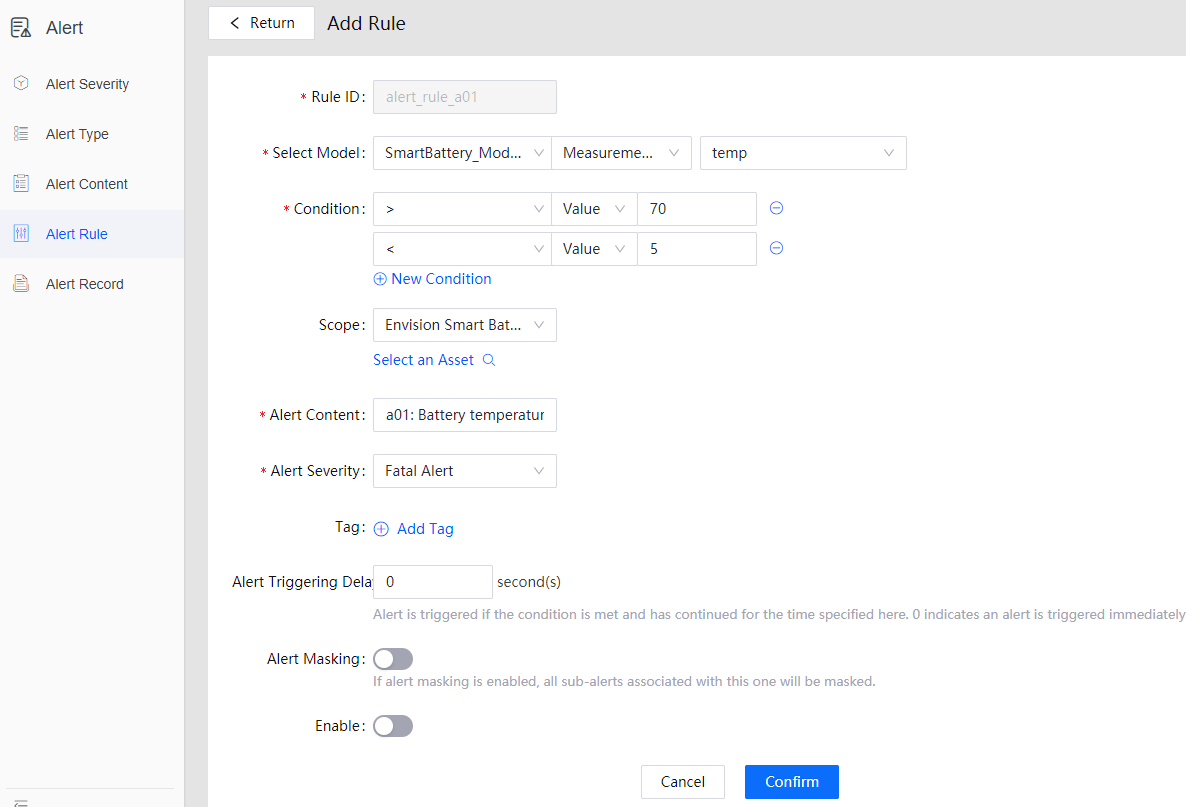 Alert
Alert Severity
Alert Type
Alert Content
Alert Rule
Alert Record
Return
Add Rule
* Rule ID: alert_rule_a01
* Select Model: SmartBattery_Mod... Measureme... temp
* Condition: > Value 70
< Value 5
New Condition
Scope: Envision Smart Bat...
Select an Asset
* Alert Content: a01: Battery temperatur
* Alert Severity: Fatal Alert
Tag: Add Tag
Alert Triggering Dela 0 second(s)
Alert is triggered if the condition is met and has continued for the time specified here. 0 indicates an alert is triggered immediately
Alert Masking:
If alert masking is enabled, all sub-alerts associated with this one will be masked.
Enable:
Cancel Confirm